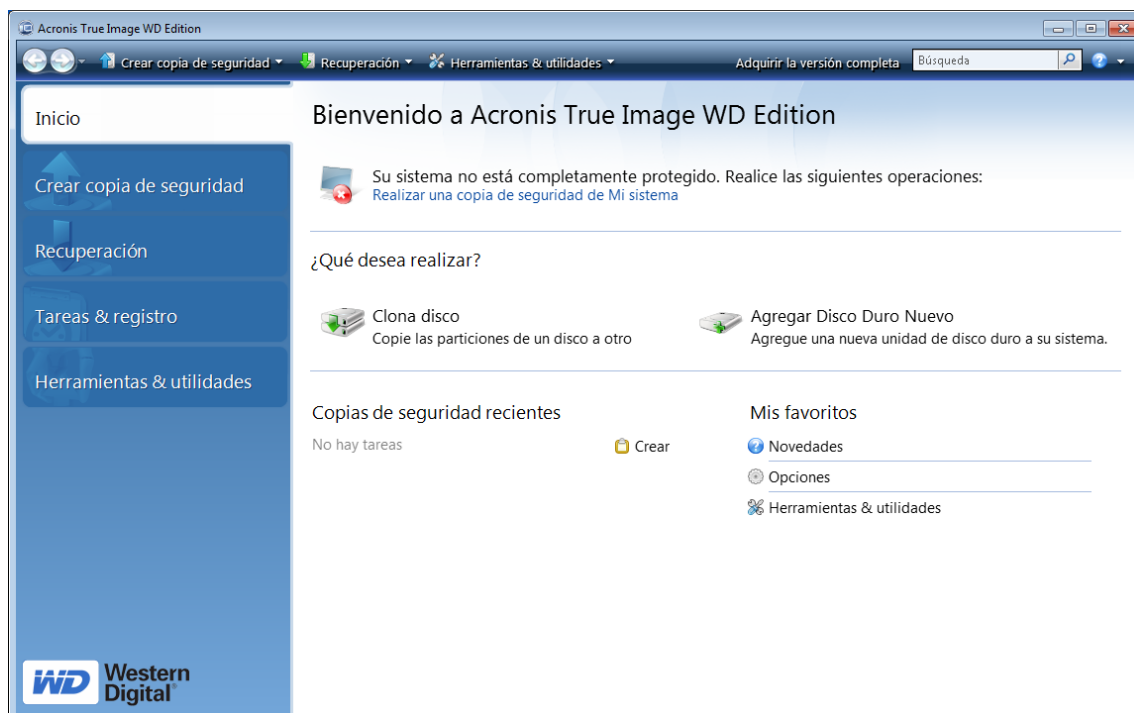 Acronis True Image WD Edition
Crear copia de seguridad
Recuperación
Herramientas & utilidades
Adquirir la versión completa
Búsqueda
Inicio
Crear copia de seguridad
Recuperación
Tareas & registro
Herramientas & utilidades
Bienvenido a Acronis True Image WD Edition
Su sistema no está completamente protegido. Realice las siguientes operaciones:
Realizar una copia de seguridad de Mi sistema
¿Qué desea realizar?
Clona disco
Copie las particiones de un disco a otro
Agregar Disco Duro Nuevo
Agregue una nueva unidad de disco duro a su sistema.
Copias de seguridad recientes
No hay tareas
Crear
Mis favoritos
Novedades
Opciones
Herramientas & utilidades
WD
Western
Digital®